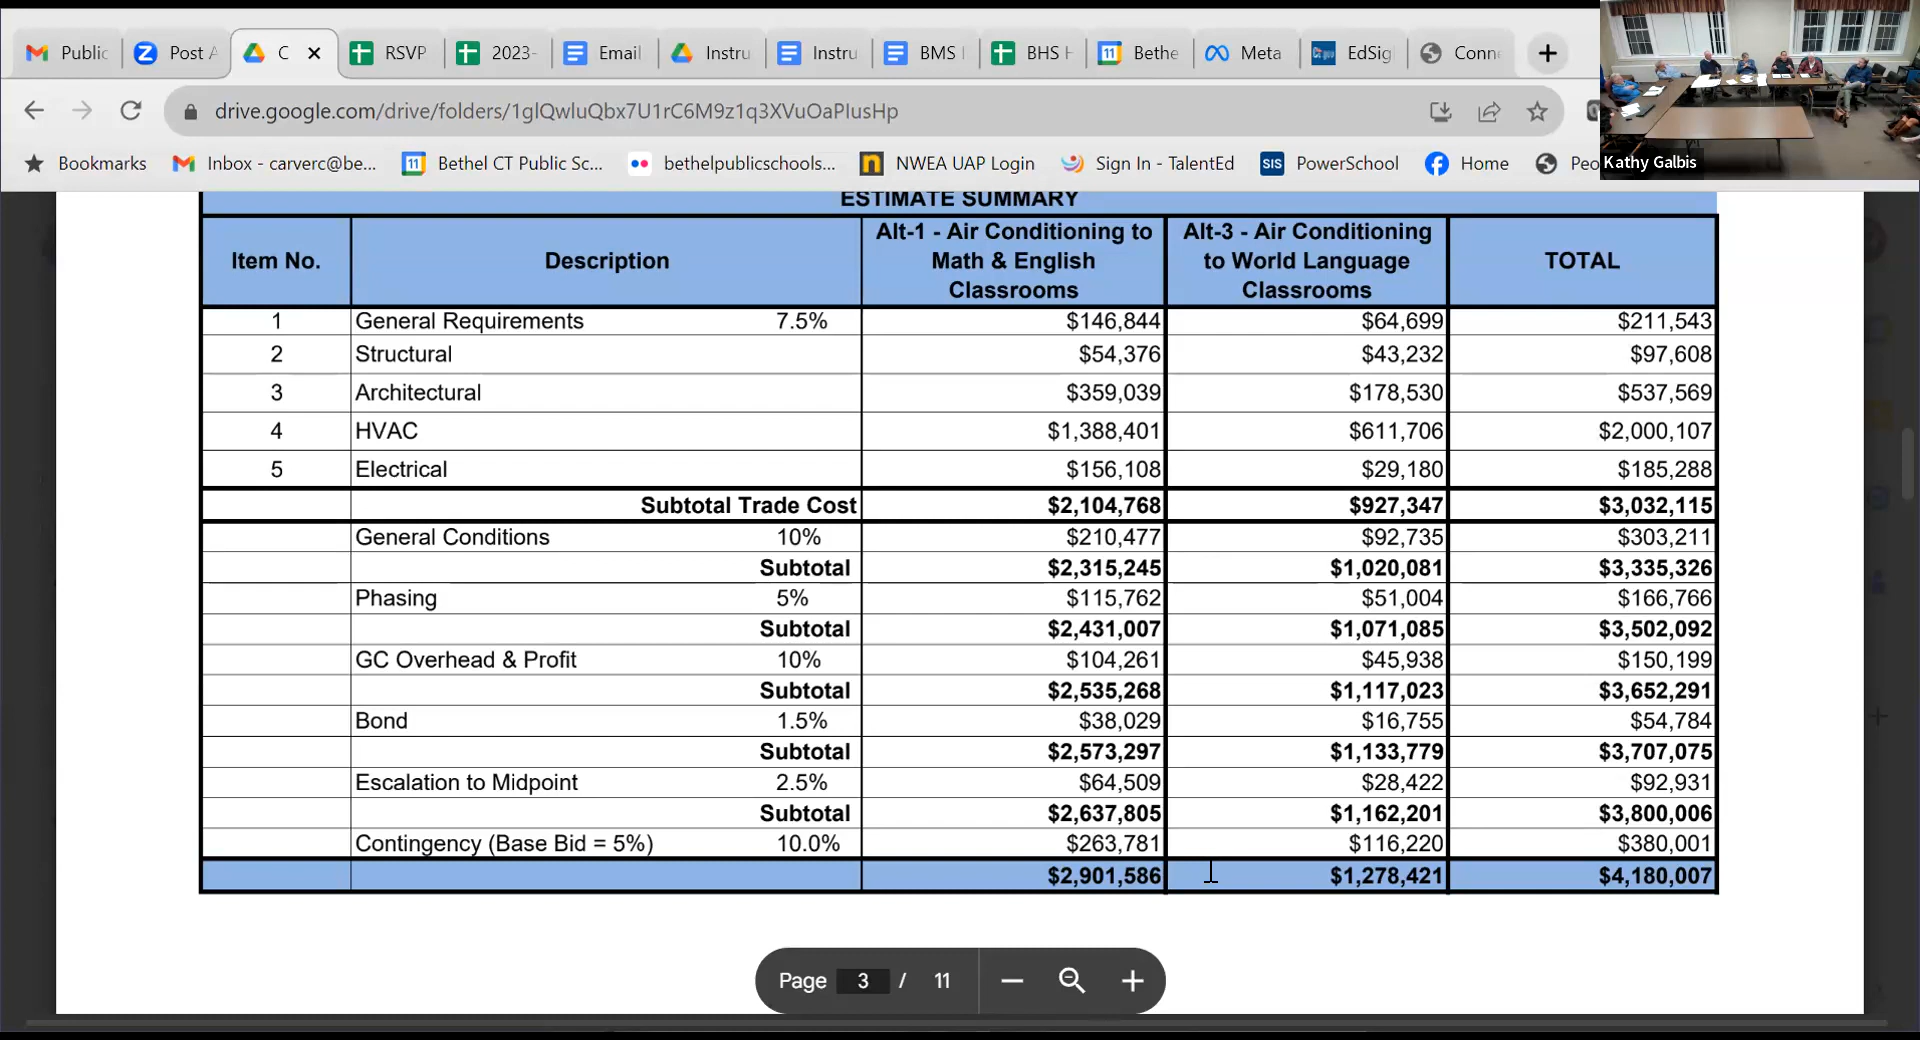 Public
Post A
C
RSVP
2023-
Email
Instru
Instru
BMS
BHS H
Bethe
Meta
EdSig
Conn
drive.google.com/drive/folders/1glQwluQbx7U1rC6M9z1q3XVuOaPIusHp
Bookmarks
Inbox - carverc@be...
Bethel CT Public Sc...
bethelpublicschools...
NWEA UAP Login
Sign In - TalentEd
SIS PowerSchool
Home
Peo
Kathy Galbis
ESTIMATE SUMMARY
Item No.
Description
Alt-1 - Air Conditioning to
Math & English
Classrooms
Alt-3 - Air Conditioning
to World Language
Classrooms
TOTAL
1 General Requirements 7.5% $146,844 $64,699 $211,543
2 Structural $54,376 $43,232 $97,608
3 Architectural $359,039 $178,530 $537,569
4 HVAC $1,388,401 $611,706 $2,000,107
5 Electrical $156,108 $29,180 $185,288
Subtotal Trade Cost $2,104,768 $927,347 $3,032,115
General Conditions 10% $210,477 $92,735 $303,211
Subtotal $2,315,245 $1,020,081 $3,335,326
Phasing 5% $115,762 $51,004 $166,766
Subtotal $2,431,007 $1,071,085 $3,502,092
GC Overhead & Profit 10% $104,261 $45,938 $150,199
Subtotal $2,535,268 $1,117,023 $3,652,291
Bond 1.5% $38,029 $16,755 $54,784
Subtotal $2,573,297 $1,133,779 $3,707,075
Escalation to Midpoint 2.5% $64,509 $28,422 $92,931
Subtotal $2,637,805 $1,162,201 $3,800,006
Contingency (Base Bid = 5%) 10.0% $263,781 $116,220 $380,001
$2,901,586 $1,278,421 $4,180,007
Page 3 / 11